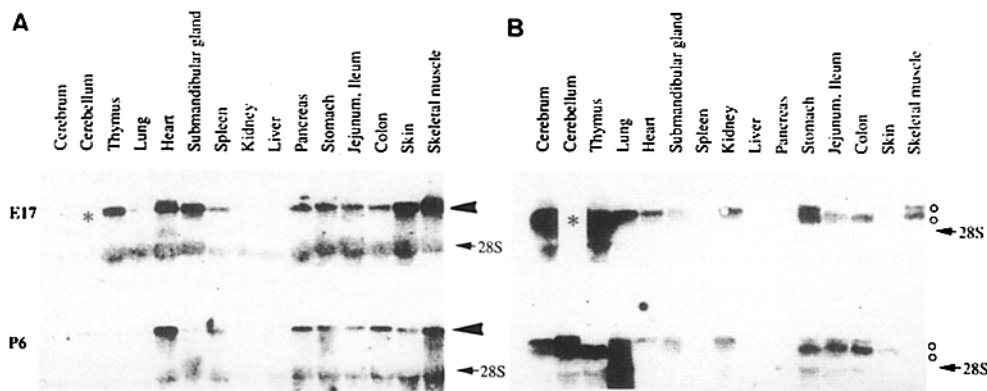 A
Cerebrum
Cerebellum
Thymus
Lung
Heart
Submandibular gland
Spleen
Kidney
Liver
Pancreas
Stomach
Jejunum. Ileum
Colon
Skin
Skeletal muscle
E17
*
28S
P6
28S
B
Cerebrum
Cerebellum
Thymus
Lung
Heart
Submandibular gland
Spleen
Kidney
Liver
Pancreas
Stomach
Jejunum. Ileum
Colon
Skin
Skeletal muscle
*
28S
28S